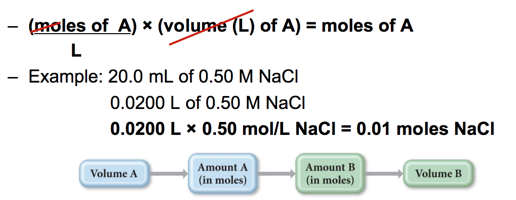 – (moles of A) × (volume (L) of A) = moles of A
L
– Example: 20.0 mL of 0.50 M NaCl
0.0200 L of 0.50 M NaCl
0.0200 L × 0.50 mol/L NaCl = 0.01 moles NaCl
Volume A
Amount A
(in moles)
Amount B
(in moles)
Volume B